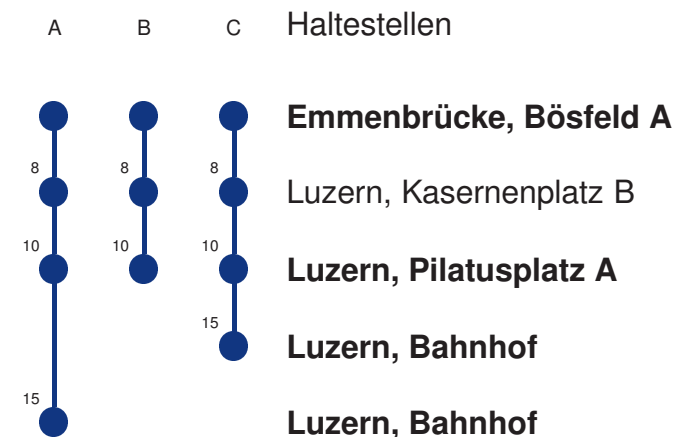 A B C Haltestellen
Emmenbrücke, Bösfeld A
8 8 8 Luzern, Kasernenplatz B
10 10 10 Luzern, Pilatusplatz A
15 Luzern, Bahnhof
15 Luzern, Bahnhof